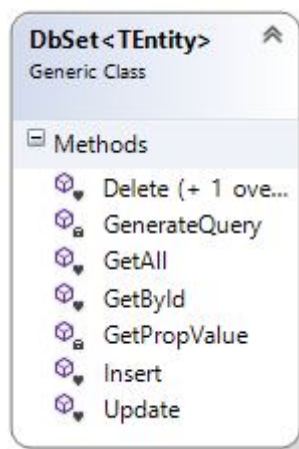 DbSet<TEntity>
Generic Class
Methods
Delete (+ 1 ove...
GenerateQuery
GetAll
GetById
GetPropValue
Insert
Update